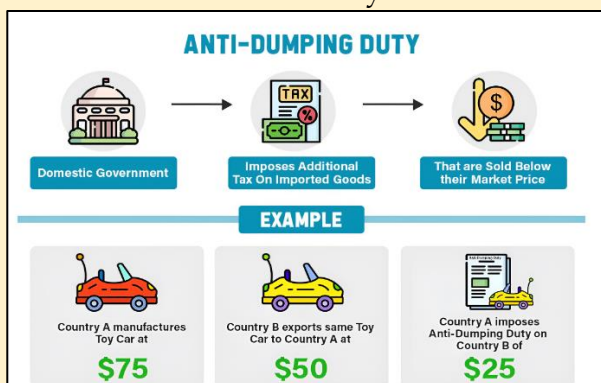 ANTI-DUMPING DUTY
TAX
%
$
Domestic Government
Imposes Additional
Tax On Imported Goods
That are Sold Below
their Market Price
EXAMPLE
Country A manufactures
Toy Car at
$75
Country B exports same Toy
Car to Country A at
$50
Country A imposes
Anti-Dumping Duty on
Country B of
$25